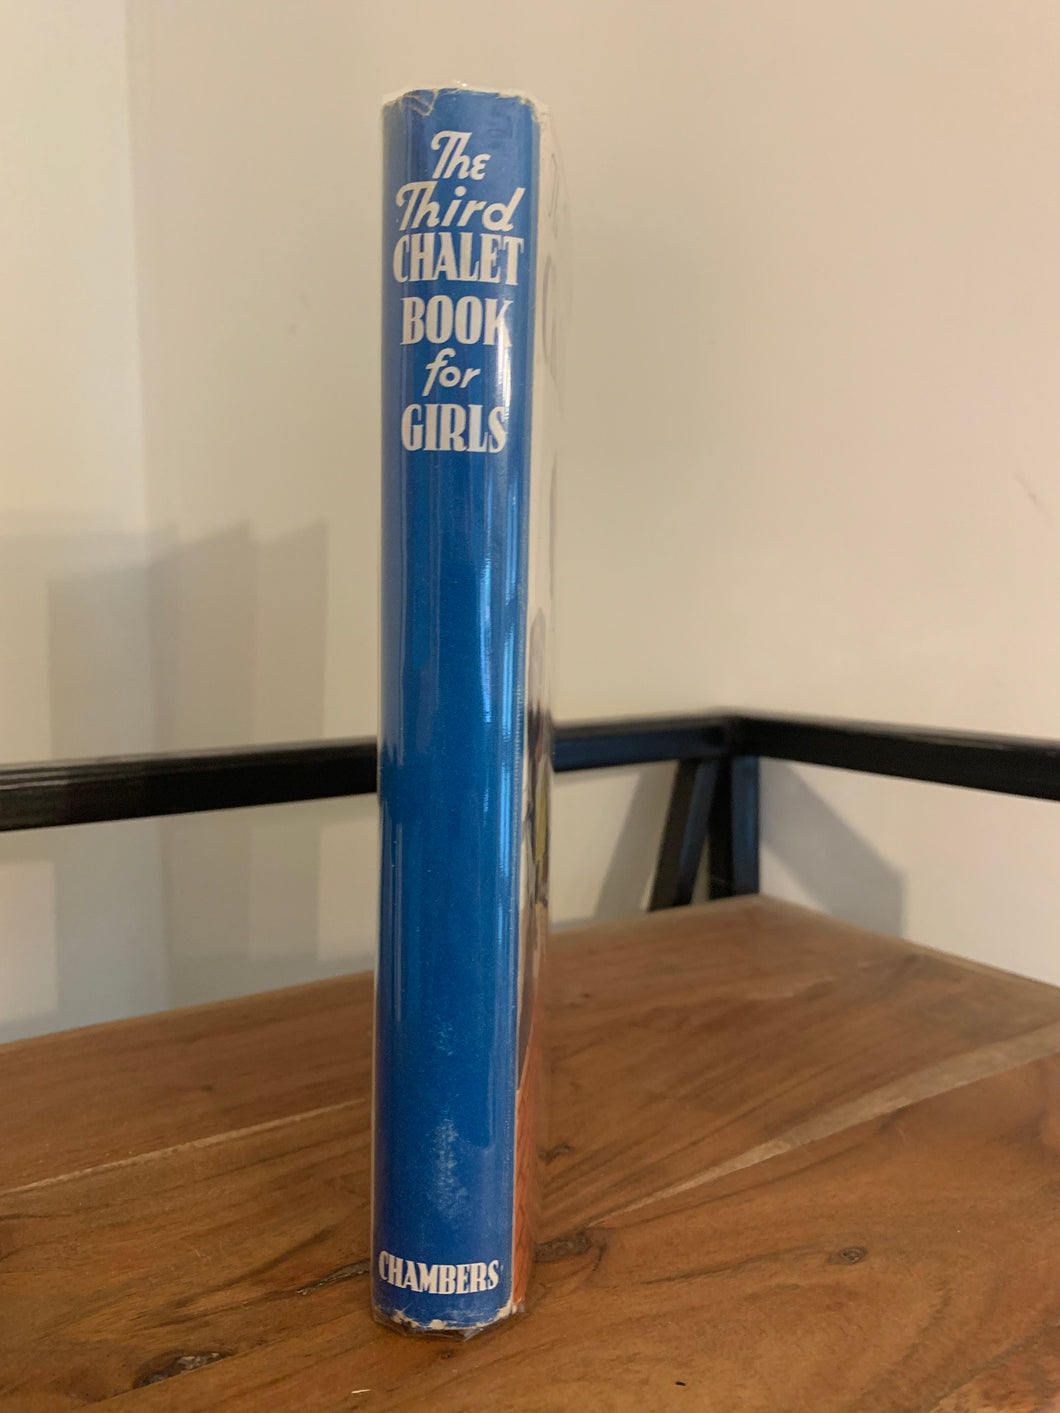 The
Third
CHALET
BOOK
for
GIRLS
CHAMBERS